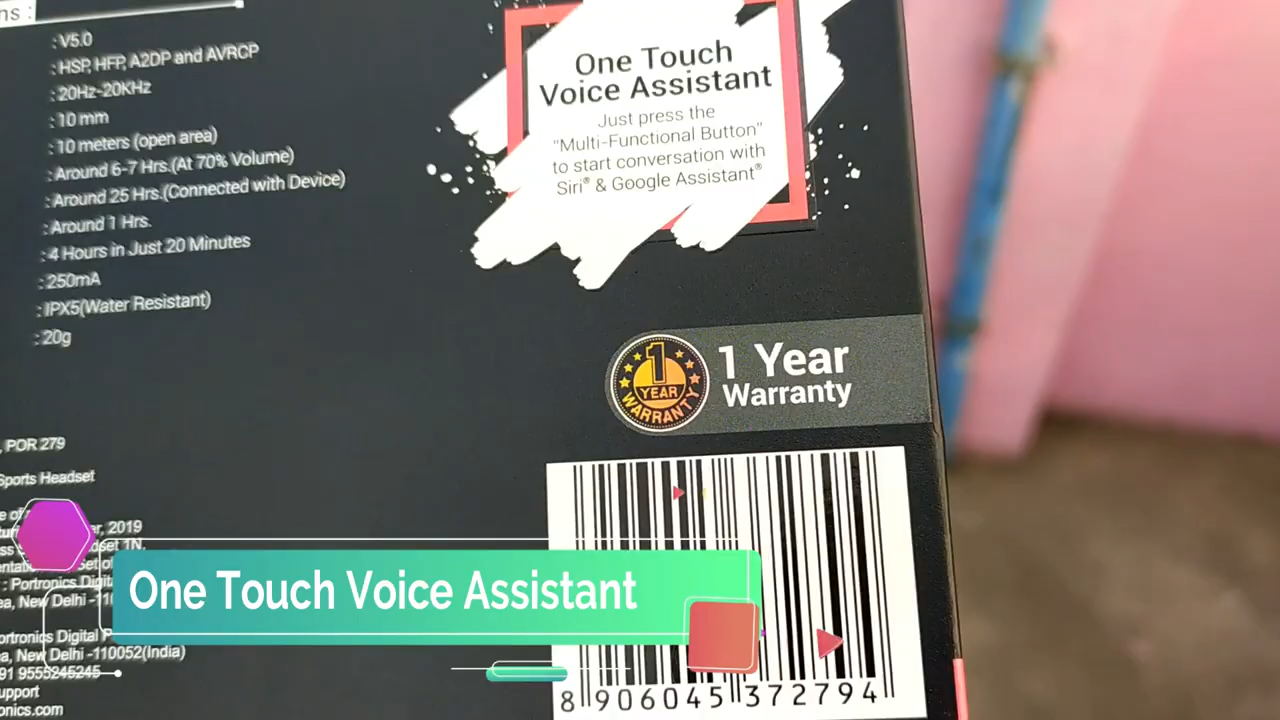 ns :
: V5.0
: HSP, HFP, A2DP and AVRCP
: 20Hz-20KHz
: 10 mm
: 10 meters (open area)
: Around 6-7 Hrs.(At 70% Volume)
: Around 25 Hrs.(Connected with Device)
: Around 1 Hrs.
: 4 Hours in Just 20 Minutes
: 250mA
: IPX5(Water Resistant)
: 20g
One Touch
Voice Assistant
Just press the
"Multi-Functional Button"
to start conversation with
Siri® & Google Assistant®
1 Year
Warranty
1
YEAR
WARRANTY
, POR 279
Sports Headset
, 2019
dset 1N,
: Portronics Digit
ea, New Delhi -11
ortronics Digital P
a, New Delhi -110052(India)
91 9555245245
upport
onics.com
One Touch Voice Assistant
8 906045 372794